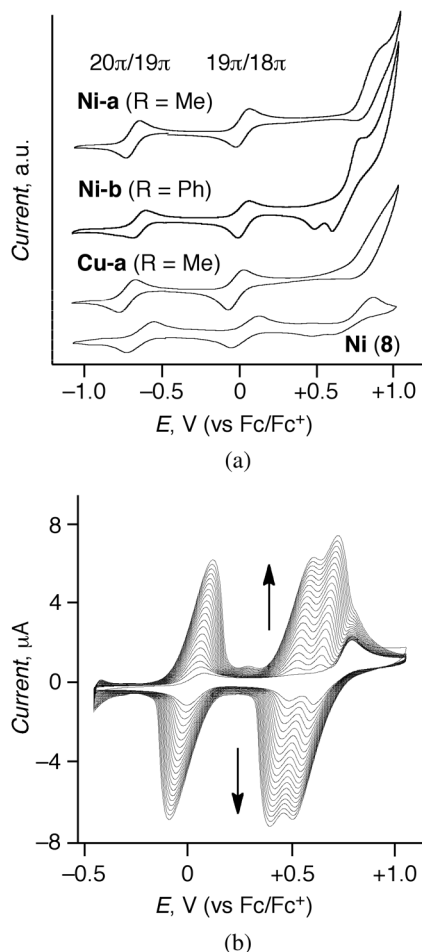 20π/19π 19π/18π
Ni-a (R = Me)
Ni-b (R = Ph)
Cu-a (R = Me)
Ni (8)
Current, a.u.
−1.0 −0.5 0 +0.5 +1.0
E, V (vs Fc/Fc⁺)
(a)
8
4
0
−4
−8
Current, μA
−0.5 0 +0.5 +1.0
E, V (vs Fc/Fc⁺)
(b)